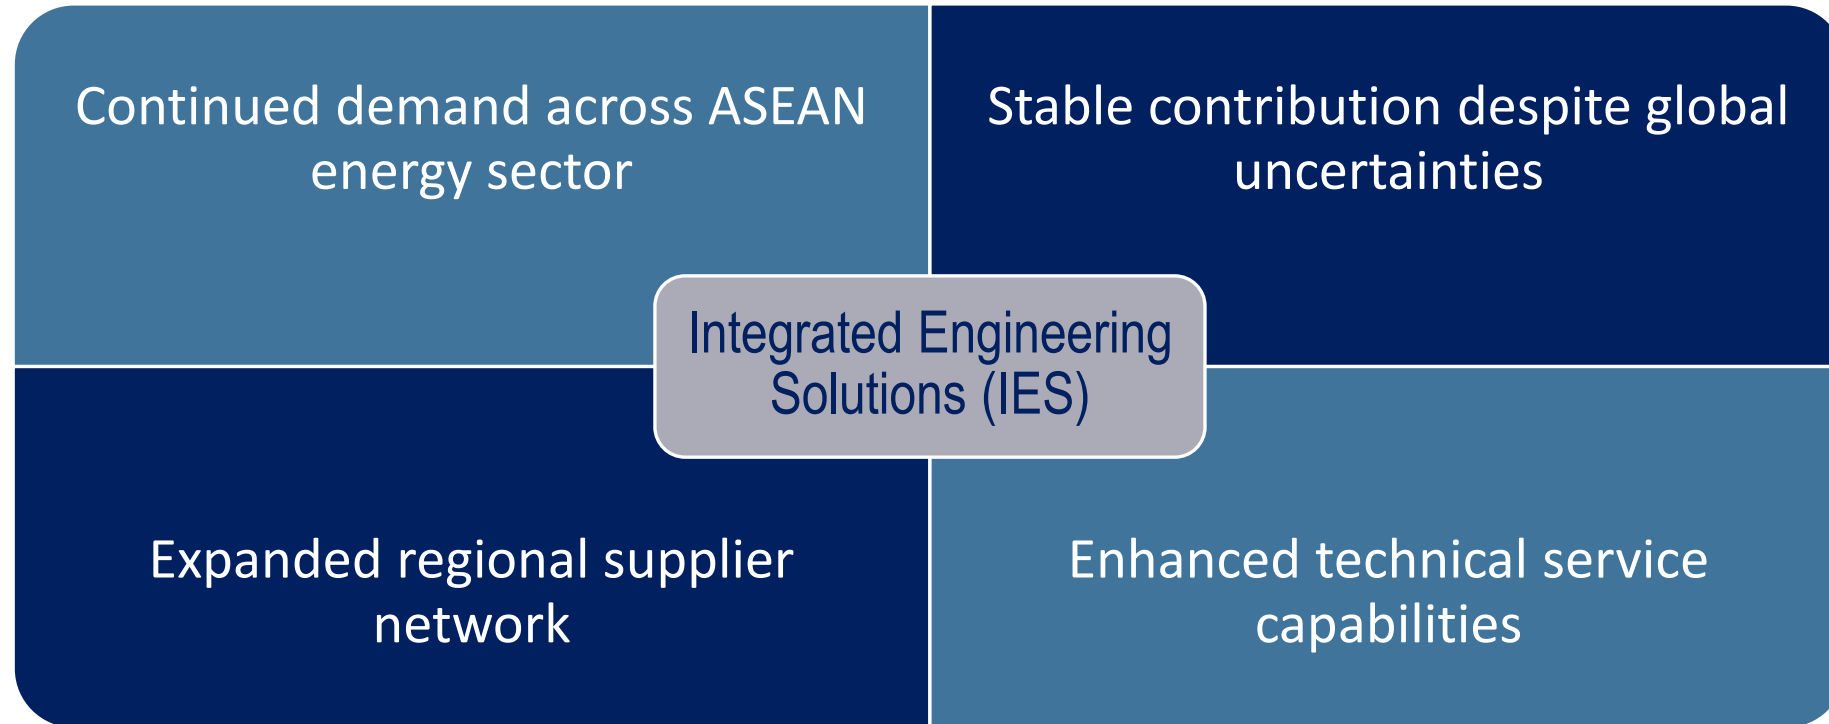 Continued demand across ASEAN
energy sector
Stable contribution despite global
uncertainties
Integrated Engineering
Solutions (IES)
Expanded regional supplier
network
Enhanced technical service
capabilities